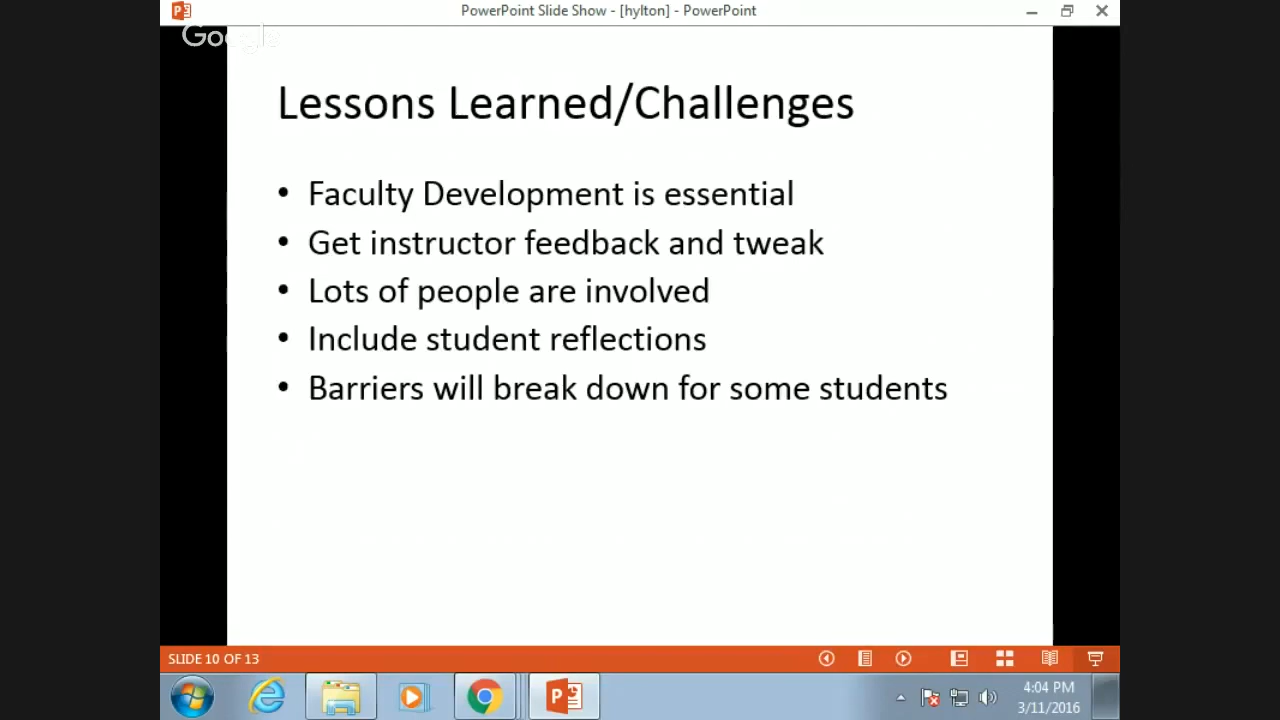 PowerPoint Slide Show - [hylton] - PowerPoint
Google
Lessons Learned/Challenges
• Faculty Development is essential
• Get instructor feedback and tweak
• Lots of people are involved
• Include student reflections
• Barriers will break down for some students
SLIDE 10 OF 13
4:04 PM
3/11/2016